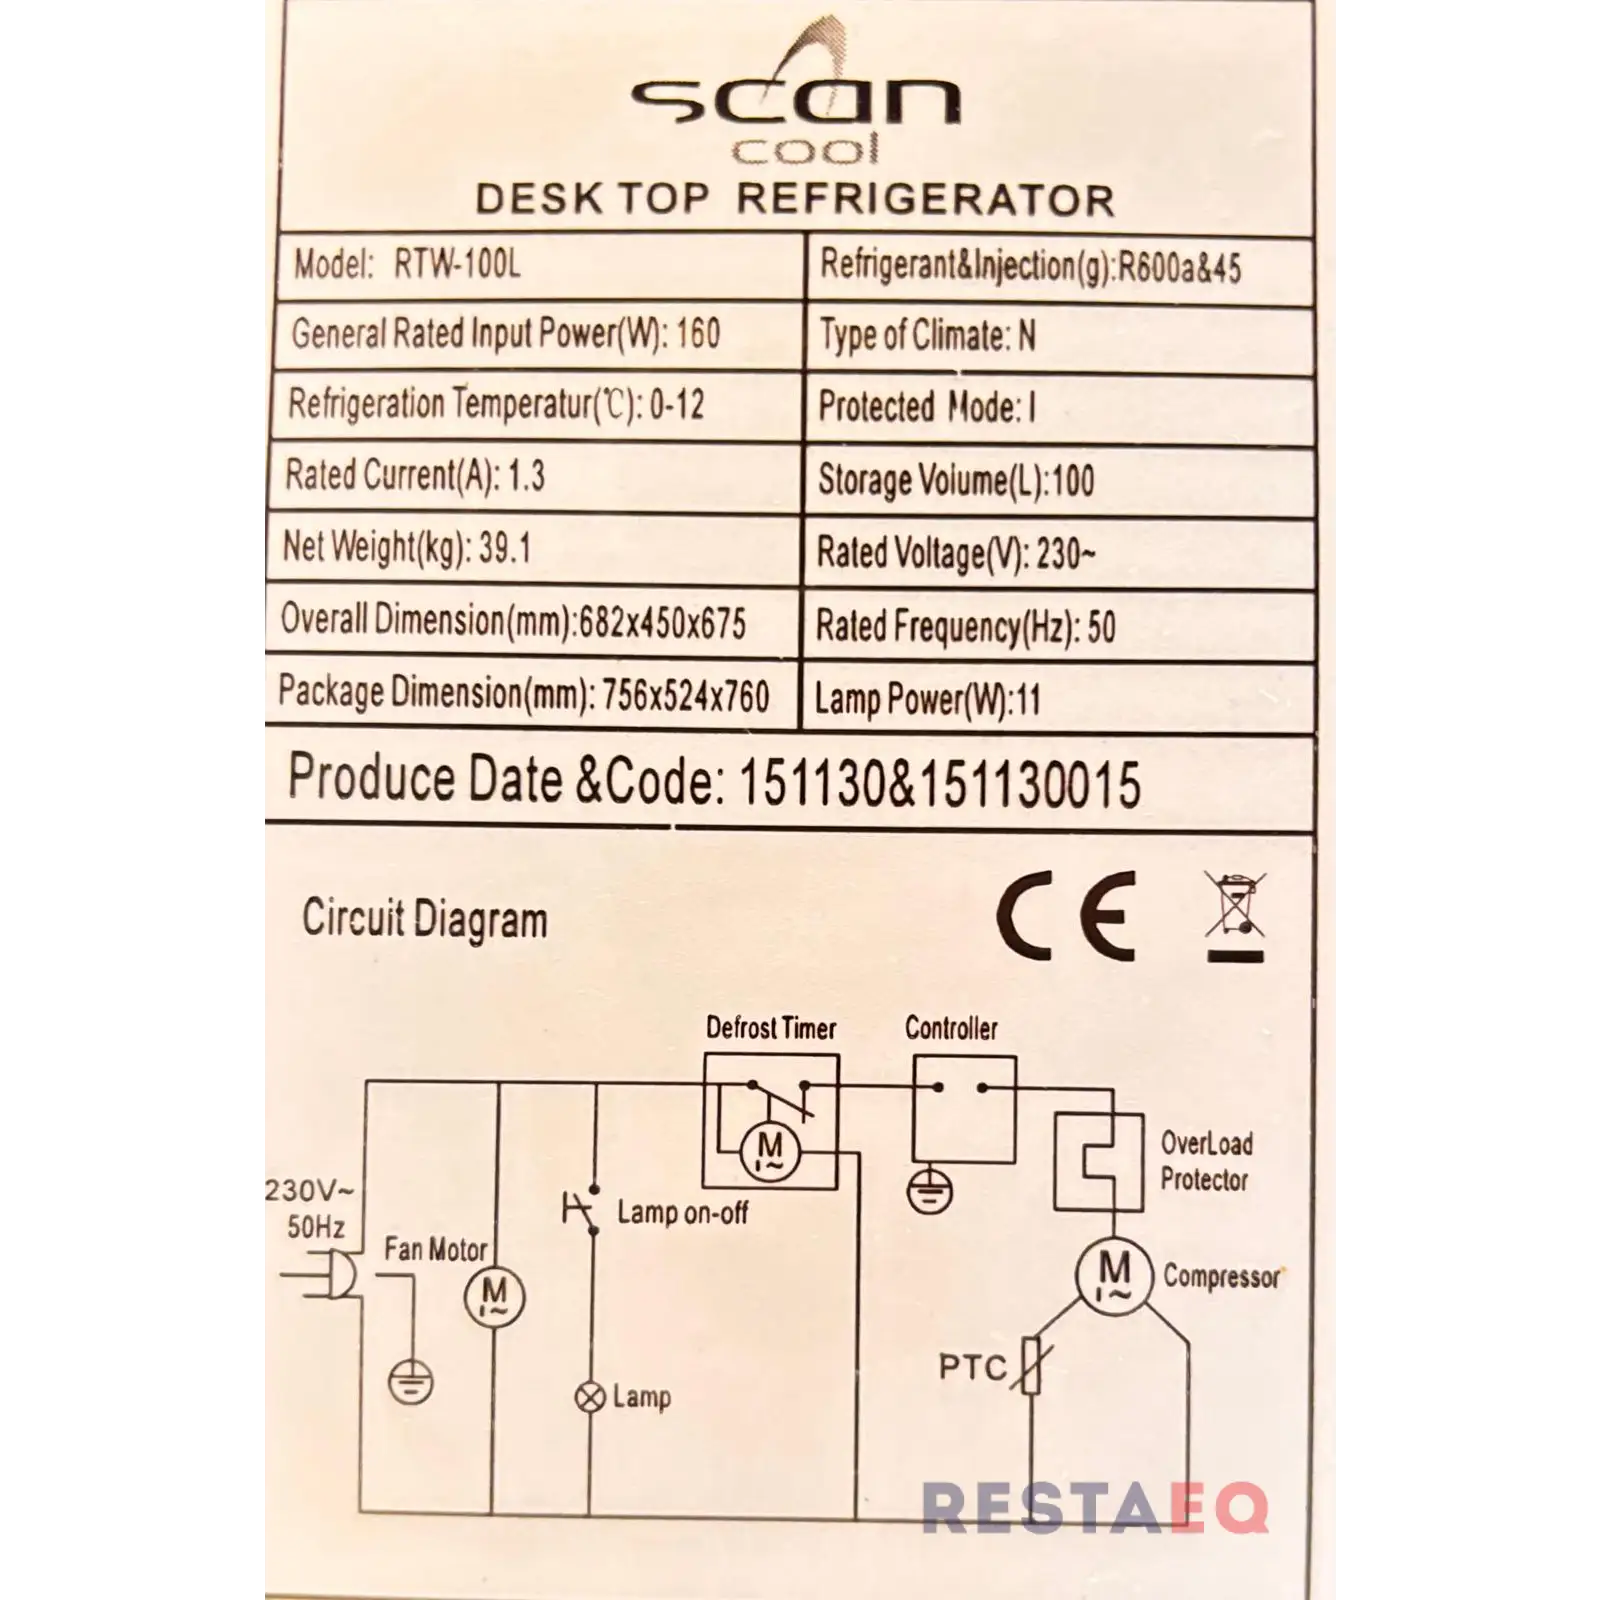 scan
cool
DESK TOP REFRIGERATOR
Model: RTW-100L
Refrigerant&Injection(g):R600a&45
General Rated Input Power(W): 160
Type of Climate: N
Refrigeration Temperatur(℃): 0-12
Protected Mode: I
Rated Current(A): 1.3
Storage Volume(L):100
Net Weight(kg): 39.1
Rated Voltage(V): 230~
Overall Dimension(mm):682x450x675
Rated Frequency(Hz): 50
Package Dimension(mm): 756x524x760
Lamp Power(W):11
Produce Date &Code: 151130&151130015
Circuit Diagram
CE
Defrost Timer
Controller
M
1~
OverLoad
Protector
230V~
50Hz
Lamp on-off
Fan Motor
M
1~
M
1~
Compressor
PTC
Lamp
RESTAEQ